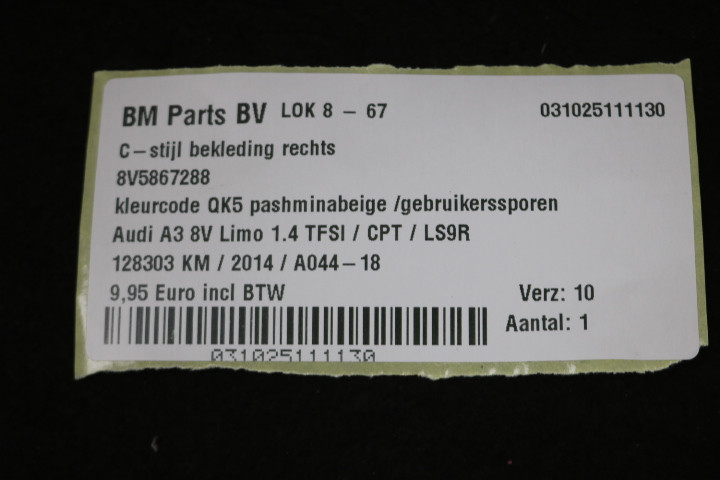 BM Parts BV LOK 8 - 67 031025111130
C-stijl bekleding rechts
8V5867288
kleurcode QK5 pashminabeige /gebruikerssporen
Audi A3 8V Limo 1.4 TFSI / CPT / LS9R
128303 KM / 2014 / A044-18
9,95 Euro incl BTW Verz: 10
Aantal: 1
031025111130